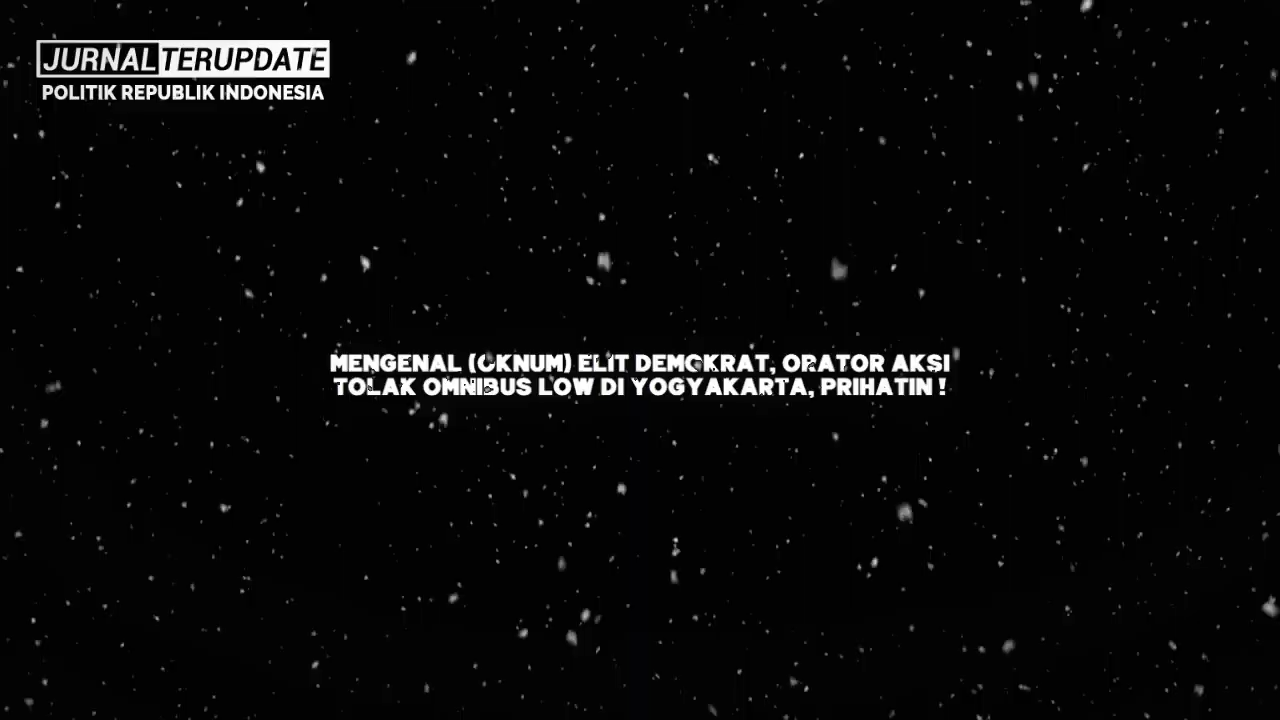 JURNALTERUPDATE
POLITIK REPUBLIK INDONESIA
MENGENAL (OKNUM) ELIT DEMOKRAT, ORATOR AKSI
TOLAK OMNIBUS LOW DI YOGYAKARTA, PRIHATIN !